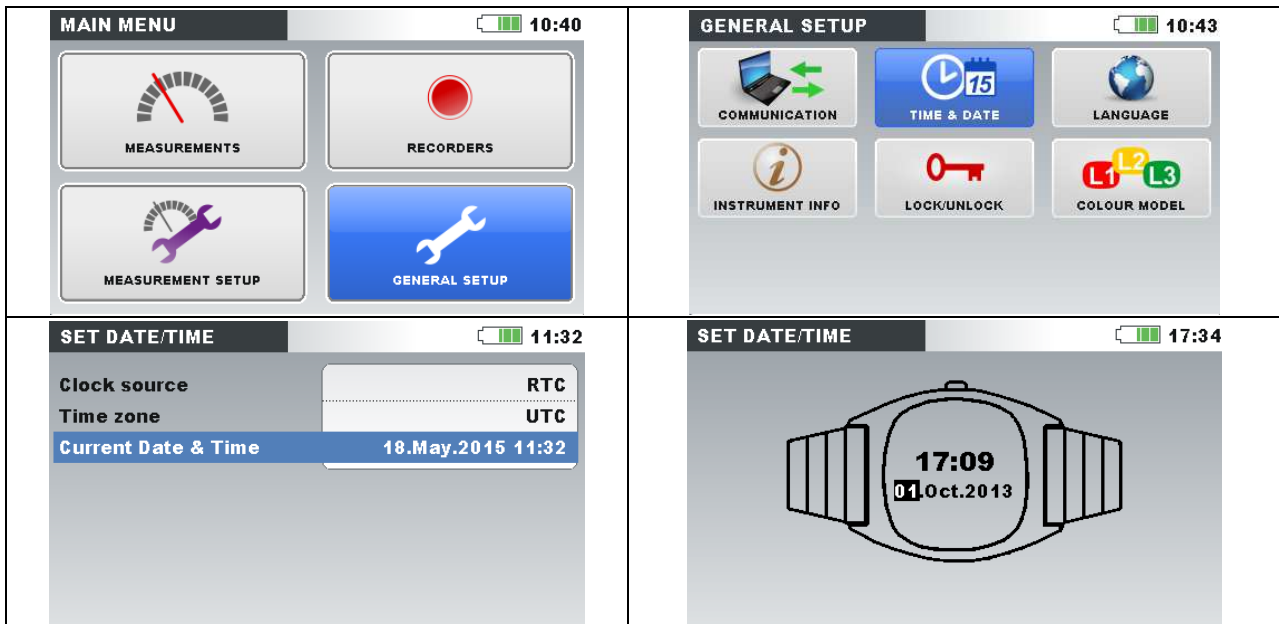 MAIN MENU 10:40
MEASUREMENTS RECORDERS
MEASUREMENT SETUP GENERAL SETUP
GENERAL SETUP 10:43
15
COMMUNICATION TIME & DATE LANGUAGE
i L1 L2 L3
INSTRUMENT INFO LOCK/UNLOCK COLOUR MODEL
SET DATE/TIME 11:32
Clock source RTC
Time zone UTC
Current Date & Time 18.May.2015 11:32
SET DATE/TIME 17:34
17:09
01.Oct.2013